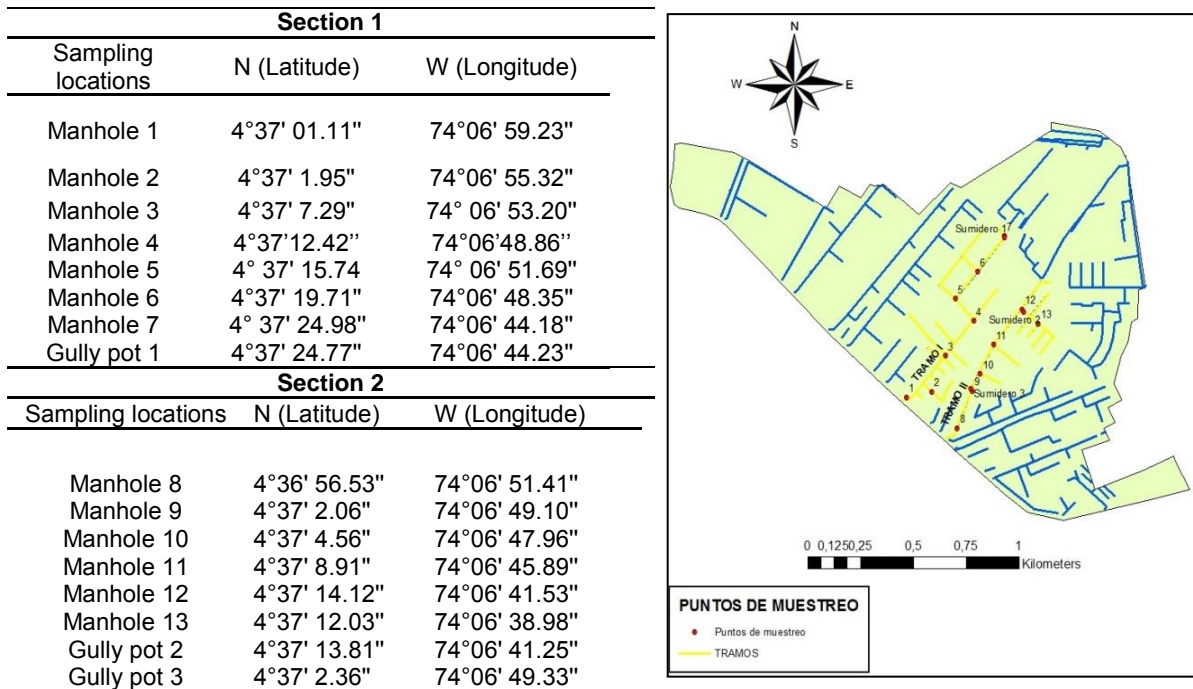 Section 1
Sampling locations N (Latitude) W (Longitude)
Manhole 1 4°37' 01.11" 74°06' 59.23"
Manhole 2 4°37' 1.95" 74°06' 55.32"
Manhole 3 4°37' 7.29" 74° 06' 53.20"
Manhole 4 4°37'12.42’’ 74°06’48.86’’
Manhole 5 4° 37' 15.74 74° 06' 51.69"
Manhole 6 4°37' 19.71 74°06' 48.35"
Manhole 7 4° 37' 24.98" 74°06' 44.18"
Gully pot 1 4°37' 24.77" 74°06' 44.23"
Section 2
Sampling locations N (Latitude) W (Longitude)
Manhole 8 4°36' 56.53" 74°06' 51.41"
Manhole 9 4°37' 2.06" 74°06' 49.10"
Manhole 10 4°37' 4.56" 74°06' 47.96"
Manhole 11 4°37' 8.91" 74°06' 45.89"
Manhole 12 4°37' 14.12" 74°06' 41.53"
Manhole 13 4°37' 12.03" 74°06' 38.98"
Gully pot 2 4°37' 13.81" 74°06' 41.25"
Gully pot 3 4°37' 2.36" 74°06' 49.33"
N
W E
S
Sumidero 17
6
5
12
4
Sumidero 2
13
11
3
TRAMO I
10
1
2
9
Sumidero 3
TRAMO II
8
0 0,1250,25 0,5 0,75 1
Kilometers
PUNTOS DE MUESTREO
Puntos de muestreo
TRAMOS